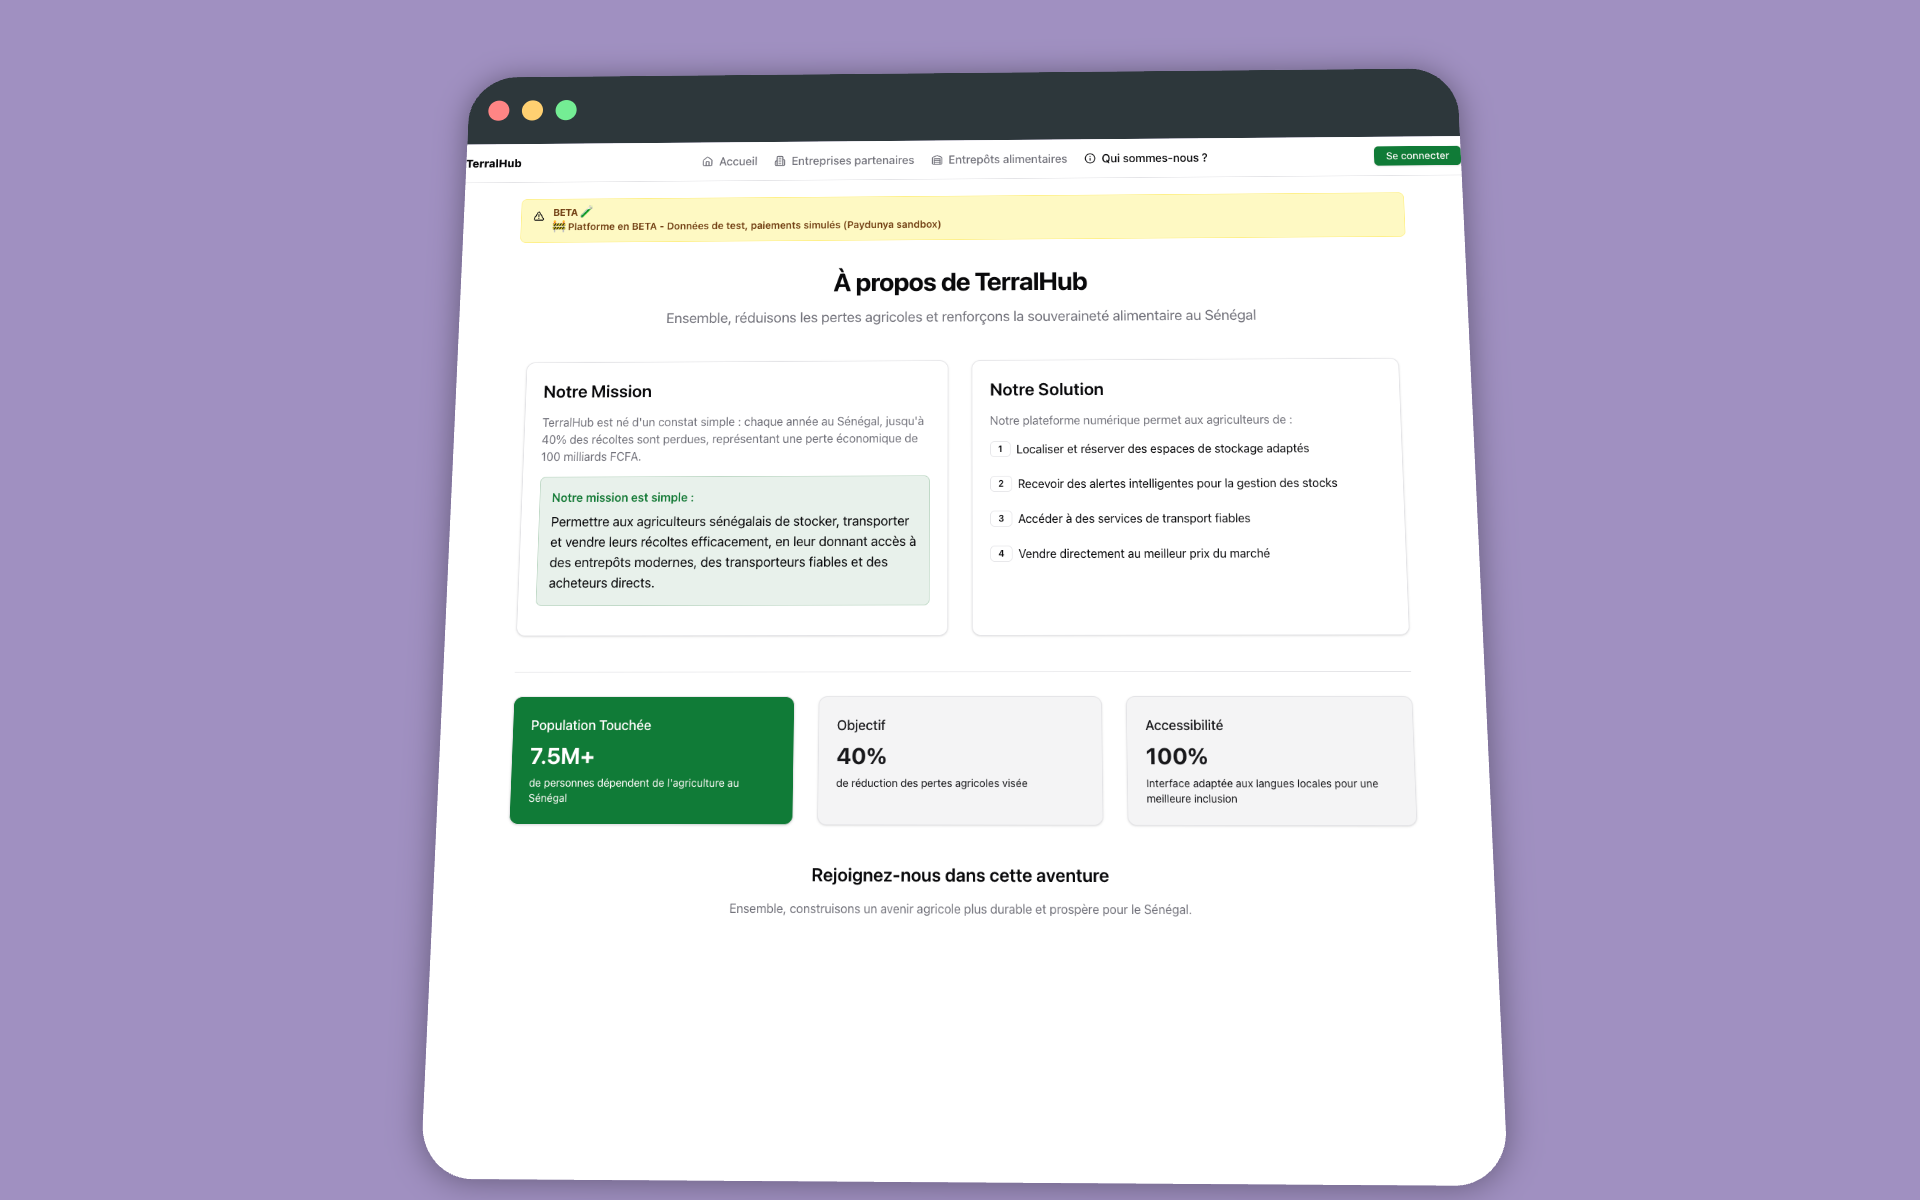 TerralHub
Accueil
Entreprises partenaires
Entrepôts alimentaires
Qui sommes-nous ?
Se connecter
BETA 🧪
🚧 Platforme en BETA - Données de test, paiements simulés (Paydunya sandbox)
À propos de TerralHub
Ensemble, réduisons les pertes agricoles et renforçons la souveraineté alimentaire au Sénégal
Notre Mission
TerralHub est né d'un constat simple : chaque année au Sénégal, jusqu'à
40% des récoltes sont perdues, représentant une perte économique de
100 milliards FCFA.
Notre mission est simple :
Permettre aux agriculteurs sénégalais de stocker, transporter
et vendre leurs récoltes efficacement, en leur donnant accès à
des entrepôts modernes, des transporteurs fiables et des
acheteurs directs.
Notre Solution
Notre plateforme numérique permet aux agriculteurs de :
1 Localiser et réserver des espaces de stockage adaptés
2 Recevoir des alertes intelligentes pour la gestion des stocks
3 Accéder à des services de transport fiables
4 Vendre directement au meilleur prix du marché
Population Touchée
7.5M+
de personnes dépendent de l'agriculture au
Sénégal
Objectif
40%
de réduction des pertes agricoles visée
Accessibilité
100%
Interface adaptée aux langues locales pour une
meilleure inclusion
Rejoignez-nous dans cette aventure
Ensemble, construisons un avenir agricole plus durable et prospère pour le Sénégal.